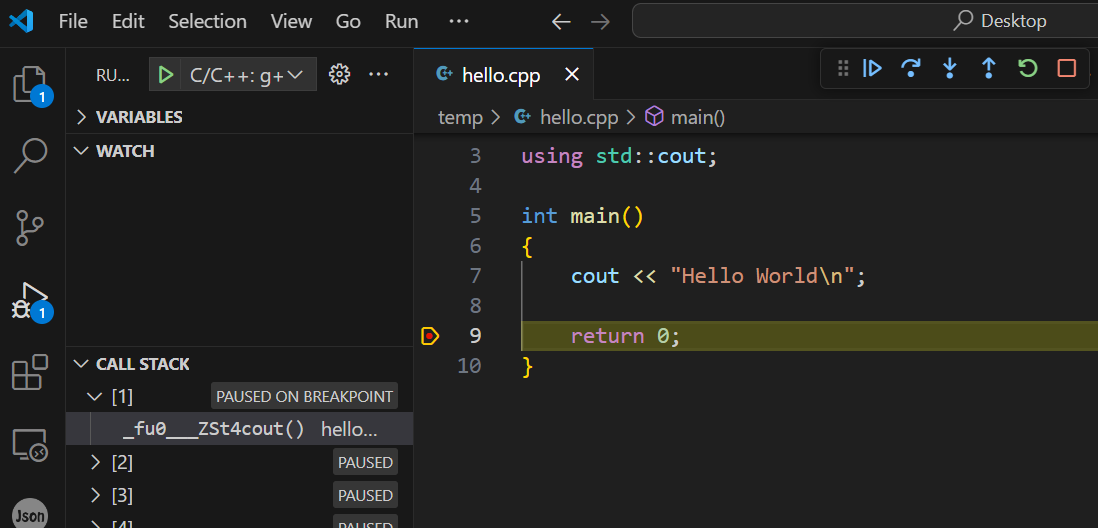 File Edit Selection View Go Run ··· Desktop
RU... C/C++: g+ ···
hello.cpp
1
VARIABLES
temp > hello.cpp > main()
WATCH
3 using std::cout;
4
5 int main()
6 {
7 cout << "Hello World\n";
8
9 return 0;
10 }
1
CALL STACK
[1] PAUSED ON BREAKPOINT
_fu0___ZSt4cout() hello...
[2] PAUSED
[3] PAUSED
[4] PAUSED
Json